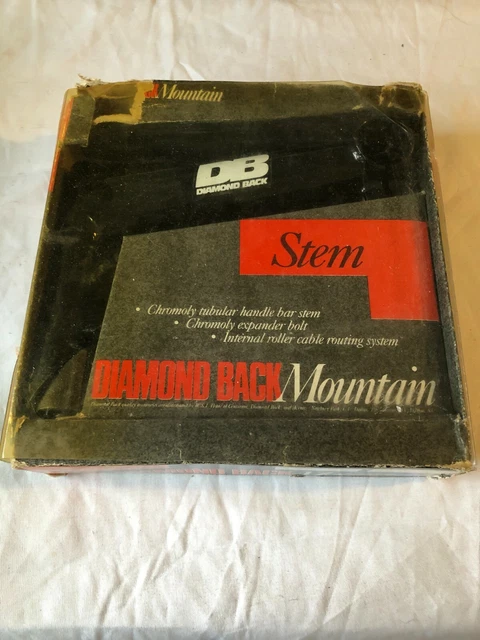 Mountain
DB
DIAMOND BACK
Stem
• Chromoly tubular handle bar stem
• Chromoly expander bolt
• Internal roller cable routing system
DIAMOND BACK Mountain